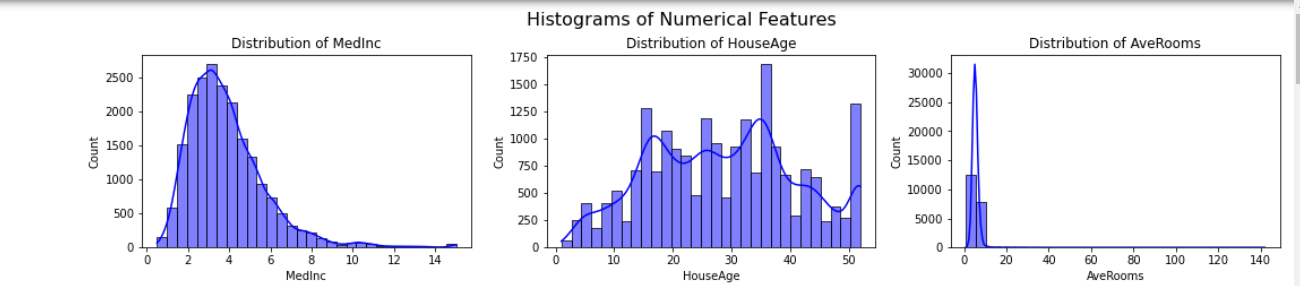 Histograms of Numerical Features
Distribution of MedInc
2500
2000
1500
1000
500
0
Count
0 2 4 6 8 10 12 14
MedInc
Distribution of HouseAge
1750
1500
1250
1000
750
500
250
0
Count
0 10 20 30 40 50
HouseAge
Distribution of AveRooms
30000
25000
20000
15000
10000
5000
0
Count
0 20 40 60 80 100 120 140
AveRooms